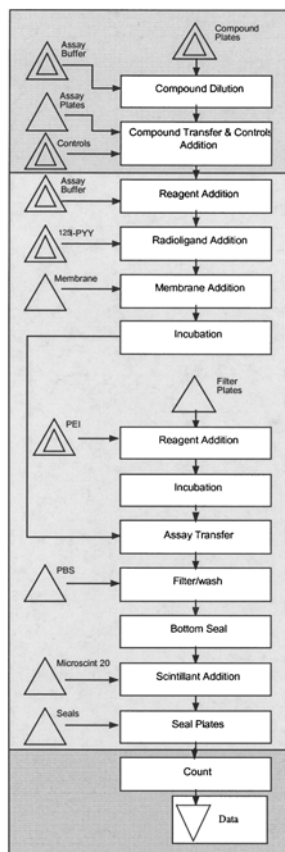 Assay
Buffer
Compound
Plates
Compound Dilution
Assay
Plates
Compound Transfer & Controls
Addition
Controls
Assay
Buffer
Reagent Addition
125I-PYY
Radioligand Addition
Membrane
Membrane Addition
Incubation
Filter
Plates
PEI
Reagent Addition
Incubation
Assay Transfer
PBS
Filter/wash
Bottom Seal
Microscint 20
Scintillant Addition
Seals
Seal Plates
Count
Data